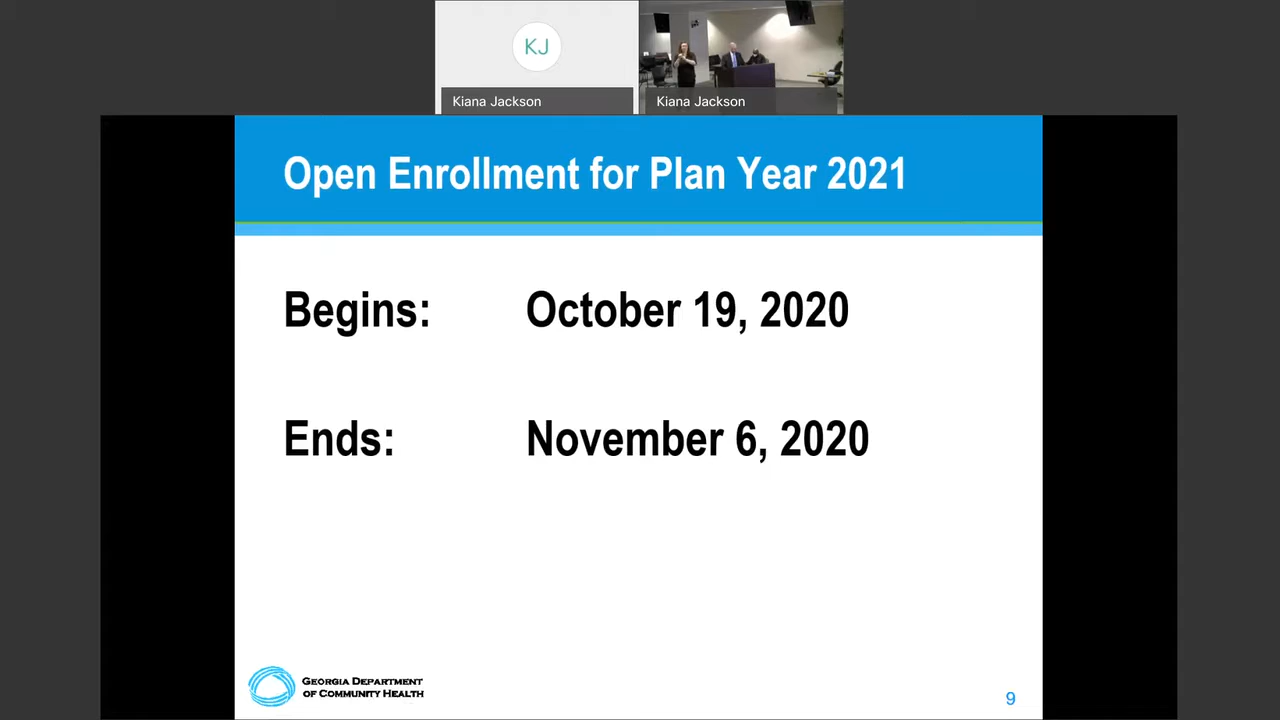 KJ
Kiana Jackson
Kiana Jackson
Open Enrollment for Plan Year 2021
Begins: October 19, 2020
Ends: November 6, 2020
GEORGIA DEPARTMENT
OF COMMUNITY HEALTH
9